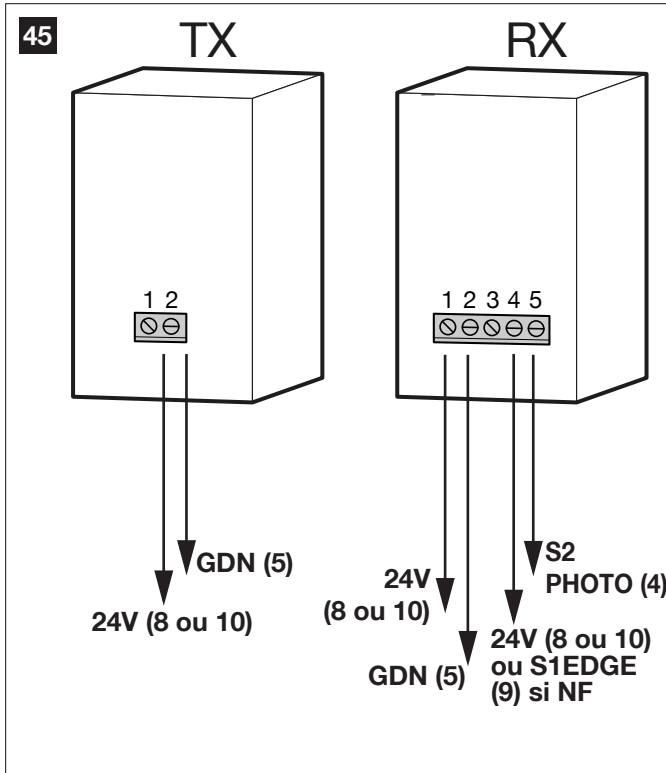 45
TX
RX
1 2
1 2 3 4 5
GDN (5)
24V (8 ou 10)
24V
(8 ou 10)
GDN (5)
S2
PHOTO (4)
24V (8 ou 10)
ou S1EDGE
(9) si NF